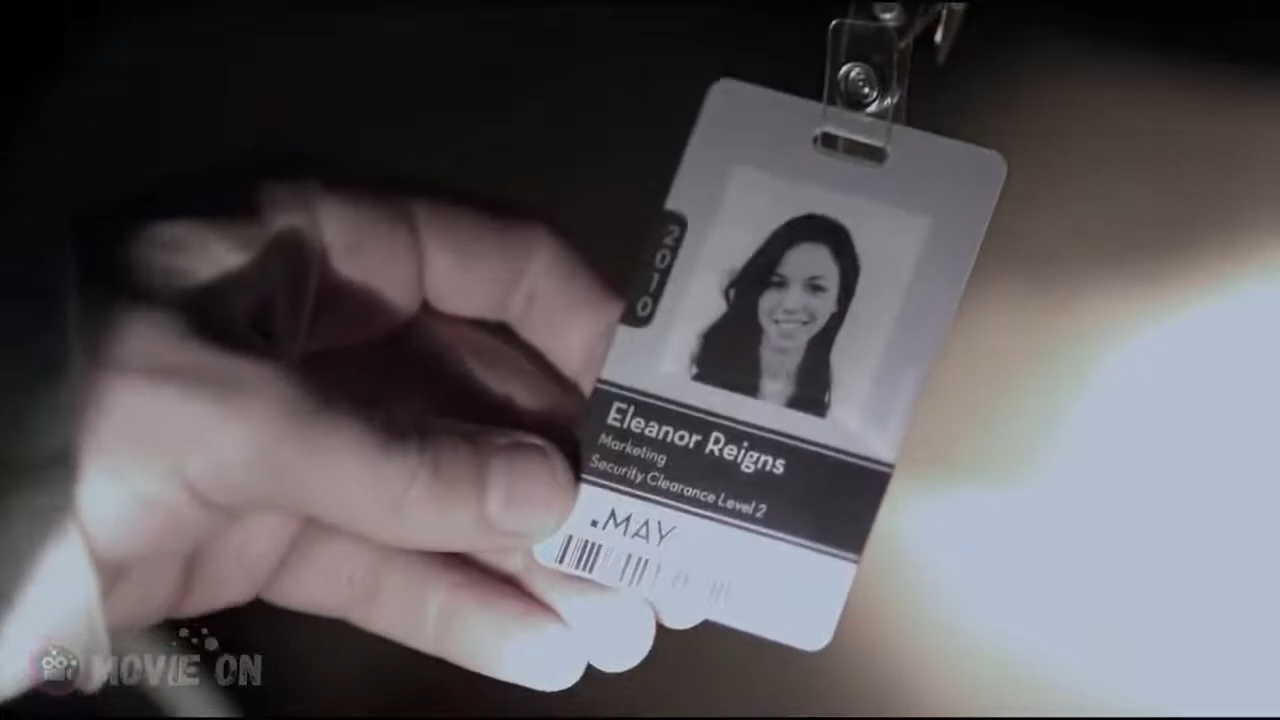 2010
Eleanor Reigns
Marketing
Security Clearance Level 2
.MAY
MOVIE ON